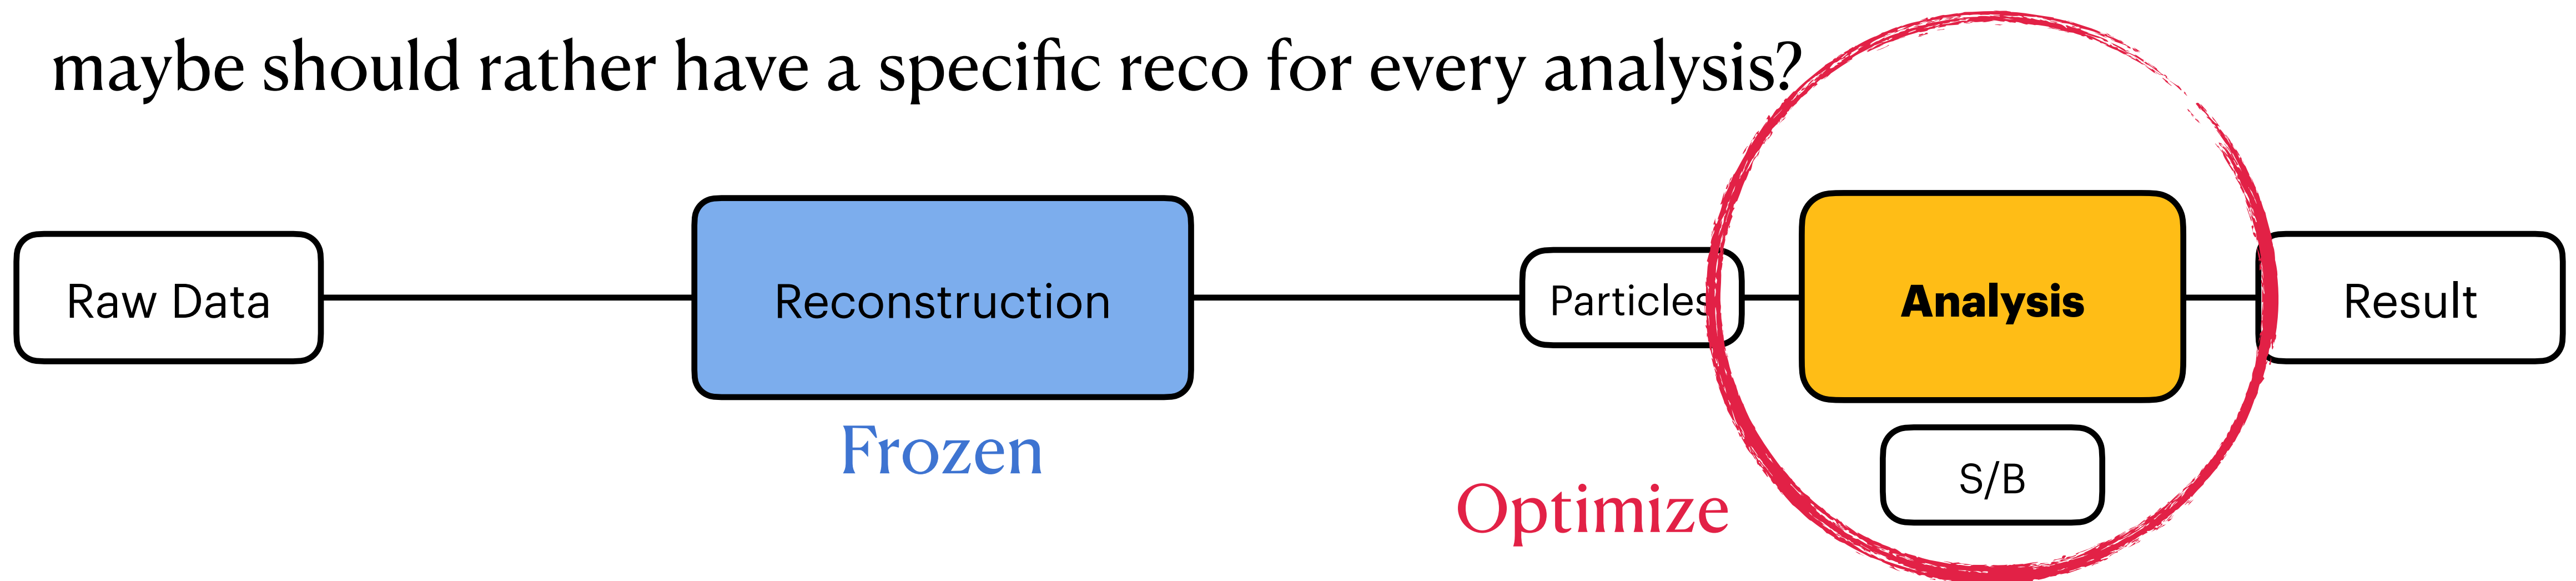 maybe should rather have a specific reco for every analysis?
Raw Data
Reconstruction
Particles
Analysis
Result
Frozen
S/B
Optimize